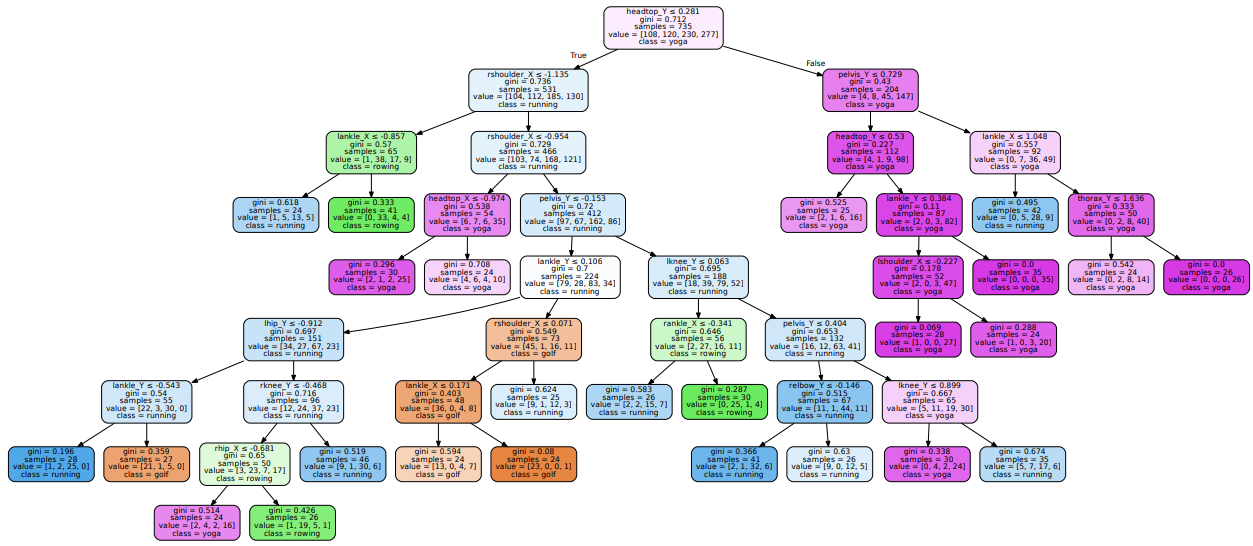 headtop_Y ≤ 0.281
gini = 0.712
samples = 735
value = [108, 120, 230, 277]
class = yoga
True
False
rshoulder_X ≤ -1.135
gini = 0.736
samples = 531
value = [104, 112, 185, 130]
class = running
pelvis_Y ≤ 0.729
gini = 0.43
samples = 204
value = [4, 8, 45, 147]
class = yoga
lankle_X ≤ -0.857
gini = 0.57
samples = 65
value = [1, 38, 17, 9]
class = rowing
rshoulder_X ≤ -0.954
gini = 0.729
samples = 466
value = [103, 74, 168, 121]
class = running
headtop_Y ≤ 0.53
gini = 0.227
samples = 112
value = [4, 1, 9, 98]
class = yoga
lankle_X ≤ 1.048
gini = 0.557
samples = 92
value = [0, 7, 36, 49]
class = yoga
gini = 0.618
samples = 24
value = [1, 5, 13, 5]
class = running
gini = 0.333
samples = 41
value = [0, 33, 4, 4]
class = rowing
headtop_X ≤ -0.974
gini = 0.538
samples = 54
value = [6, 7, 6, 35]
class = yoga
pelvis_Y ≤ -0.153
gini = 0.72
samples = 412
value = [97, 67, 162, 86]
class = running
gini = 0.525
samples = 25
value = [2, 1, 6, 16]
class = yoga
lankle_Y ≤ 0.384
gini = 0.11
samples = 87
value = [2, 0, 3, 82]
class = yoga
gini = 0.495
samples = 42
value = [0, 5, 28, 9]
class = running
thorax_Y ≤ 1.636
gini = 0.333
samples = 50
value = [0, 2, 8, 40]
class = yoga
gini = 0.296
samples = 30
value = [2, 1, 2, 25]
class = yoga
gini = 0.708
samples = 24
value = [4, 6, 4, 10]
class = yoga
lankle_Y ≤ 0.106
gini = 0.7
samples = 224
value = [79, 28, 83, 34]
class = running
lknee_Y ≤ 0.063
gini = 0.695
samples = 188
value = [18, 39, 79, 52]
class = running
lshoulder_X ≤ -0.227
gini = 0.178
samples = 52
value = [2, 0, 3, 47]
class = yoga
gini = 0.0
samples = 35
value = [0, 0, 0, 35]
class = yoga
gini = 0.542
samples = 24
value = [0, 2, 8, 14]
class = yoga
gini = 0.0
samples = 26
value = [0, 0, 0, 26]
class = yoga
lhip_Y ≤ -0.912
gini = 0.697
samples = 151
value = [34, 27, 67, 23]
class = running
rshoulder_X ≤ 0.071
gini = 0.549
samples = 73
value = [45, 1, 16, 11]
class = golf
rankle_X ≤ -0.341
gini = 0.646
samples = 56
value = [2, 27, 16, 11]
class = rowing
pelvis_Y ≤ 0.404
gini = 0.653
samples = 132
value = [16, 12, 63, 41]
class = running
gini = 0.069
samples = 28
value = [1, 0, 0, 27]
class = yoga
gini = 0.288
samples = 24
value = [1, 0, 3, 20]
class = yoga
lankle_Y ≤ -0.543
gini = 0.54
samples = 55
value = [22, 3, 30, 0]
class = running
rknee_Y ≤ -0.468
gini = 0.716
samples = 96
value = [12, 24, 37, 23]
class = running
lankle_X ≤ 0.171
gini = 0.403
samples = 48
value = [36, 0, 4, 8]
class = golf
gini = 0.624
samples = 25
value = [9, 1, 12, 3]
class = running
gini = 0.583
samples = 26
value = [2, 2, 15, 7]
class = running
gini = 0.287
samples = 30
value = [0, 25, 1, 4]
class = rowing
relbow_Y ≤ -0.146
gini = 0.515
samples = 67
value = [11, 1, 44, 11]
class = running
lknee_Y ≤ 0.899
gini = 0.667
samples = 65
value = [5, 11, 19, 30]
class = yoga
gini = 0.196
samples = 28
value = [1, 2, 25, 0]
class = running
gini = 0.359
samples = 27
value = [21, 1, 5, 0]
class = golf
rhip_X ≤ -0.681
gini = 0.65
samples = 50
value = [3, 23, 7, 17]
class = rowing
gini = 0.519
samples = 46
value = [9, 1, 30, 6]
class = running
gini = 0.594
samples = 24
value = [13, 0, 4, 7]
class = golf
gini = 0.08
samples = 24
value = [23, 0, 0, 1]
class = golf
gini = 0.366
samples = 41
value = [2, 1, 32, 6]
class = running
gini = 0.63
samples = 26
value = [9, 0, 12, 5]
class = running
gini = 0.338
samples = 30
value = [0, 4, 2, 24]
class = yoga
gini = 0.674
samples = 35
value = [5, 7, 17, 6]
class = running
gini = 0.514
samples = 24
value = [2, 4, 2, 16]
class = yoga
gini = 0.426
samples = 26
value = [1, 19, 5, 1]
class = rowing